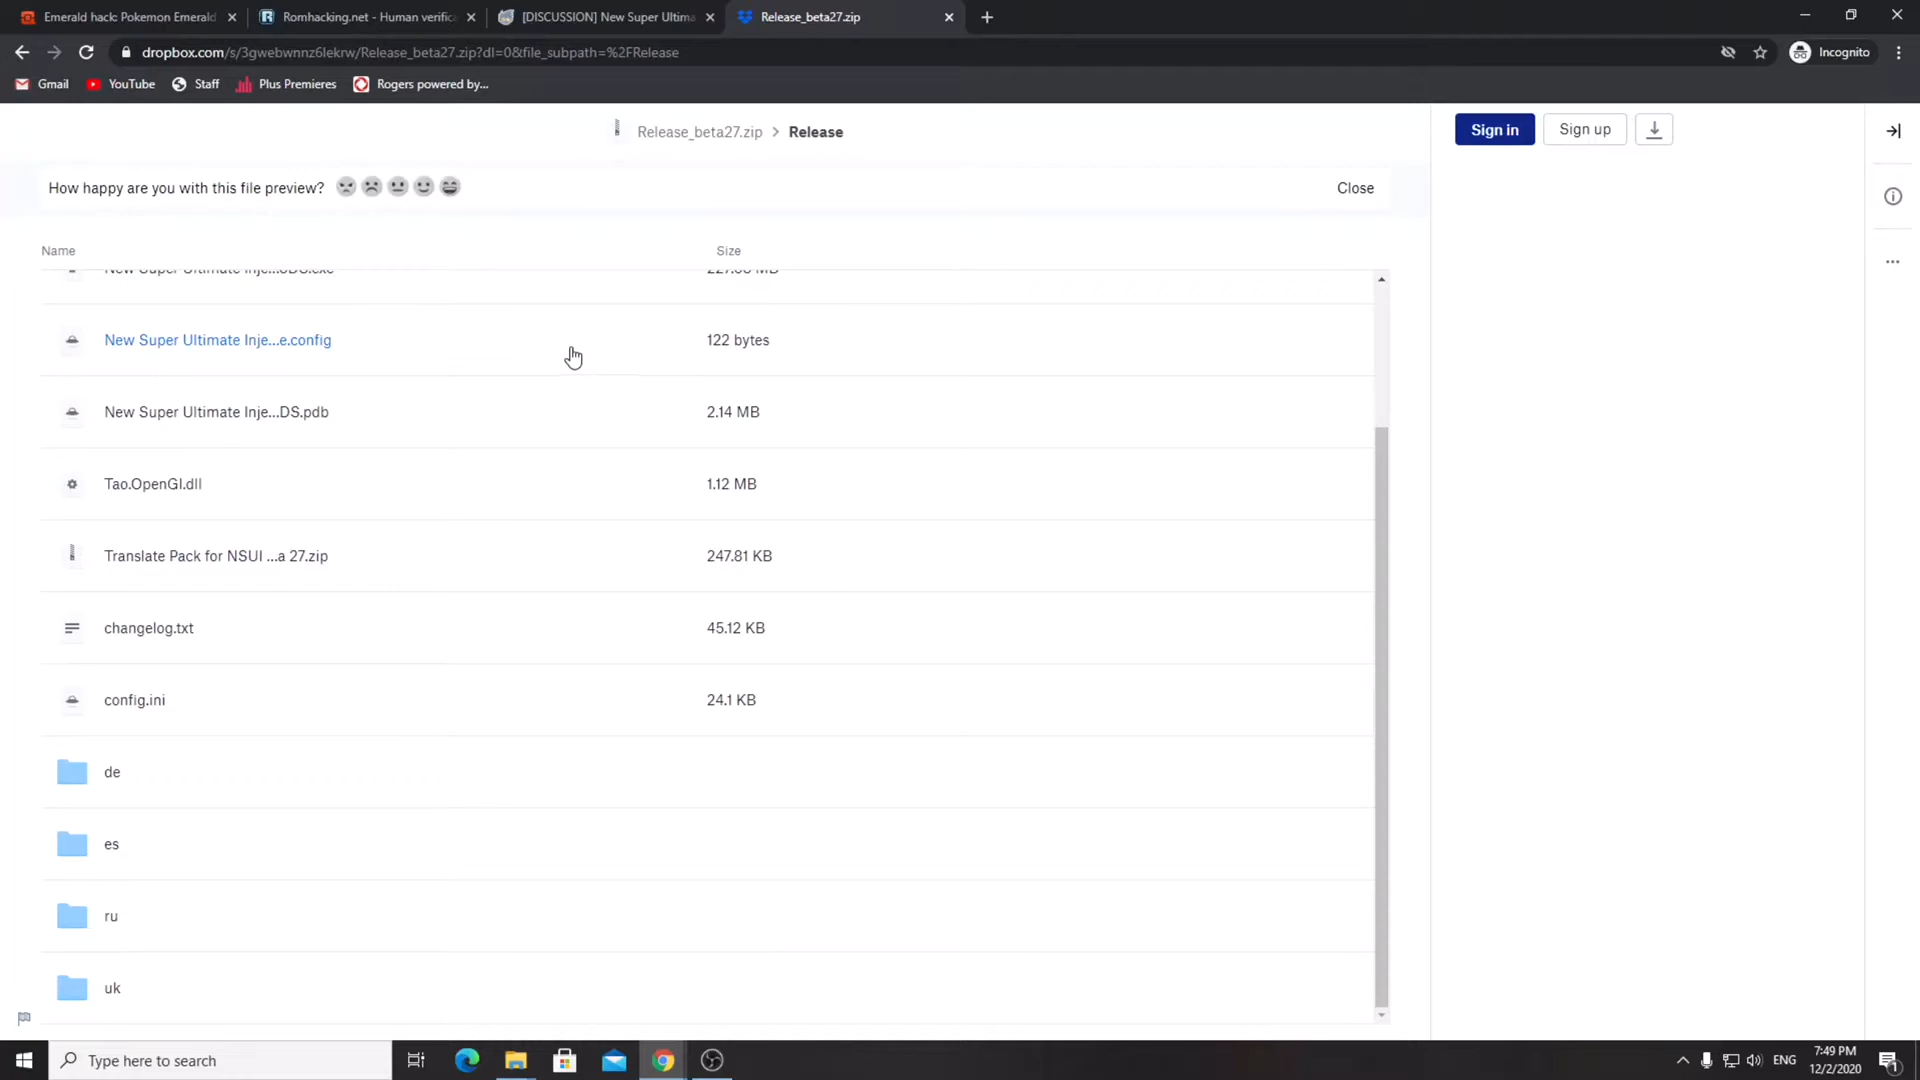 Emerald hack: Pokemon Emerald
Romhacking.net - Human verific
[DISCUSSION] New Super Ultima
Release_beta27.zip
dropbox.com/s/3gwebwnnz6lekrw/Release_beta27.zip?dl=0&file_subpath=%2FRelease
Incognito
Gmail
YouTube
Staff
Plus Premieres
Rogers powered by...
Release_beta27.zip > Release
Sign in
Sign up
How happy are you with this file preview?
Close
Name
Size
New Super Ultimate Inje...e.config
122 bytes
New Super Ultimate Inje...DS.pdb
2.14 MB
Tao.OpenGl.dll
1.12 MB
Translate Pack for NSUI ...a 27.zip
247.81 KB
changelog.txt
45.12 KB
config.ini
24.1 KB
de
es
ru
uk
Type here to search
ENG
7:49 PM
12/2/2020
1